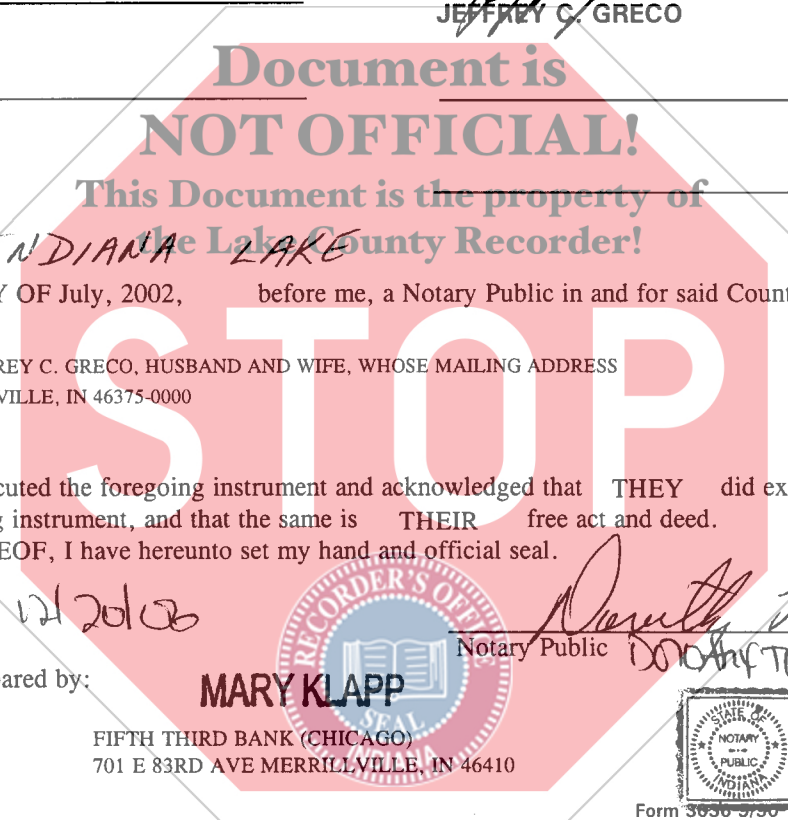 JEFFREY C. GRECO
Document is
NOT OFFICIAL!
This Document is the property of
the Lake County Recorder!
NDIANA LAKE
Y OF July, 2002, before me, a Notary Public in and for said Count
REY C. GRECO, HUSBAND AND WIFE, WHOSE MAILING ADDRESS
VILLE, IN 46375-0000
STOP
cuted the foregoing instrument and acknowledged that THEY did ex
g instrument, and that the same is THEIR free act and deed.
EOF, I have hereunto set my hand and official seal.
RECORDER'S OFFICE
SEAL
INDIANA
12/20/06
Notary Public
ared by:
MARY KLAPP
FIFTH THIRD BANK (CHICAGO)
701 E 83RD AVE MERRILLVILLE, IN 46410
STATE OF
NOTARY
PUBLIC
INDIANA
Form 3036 9/90